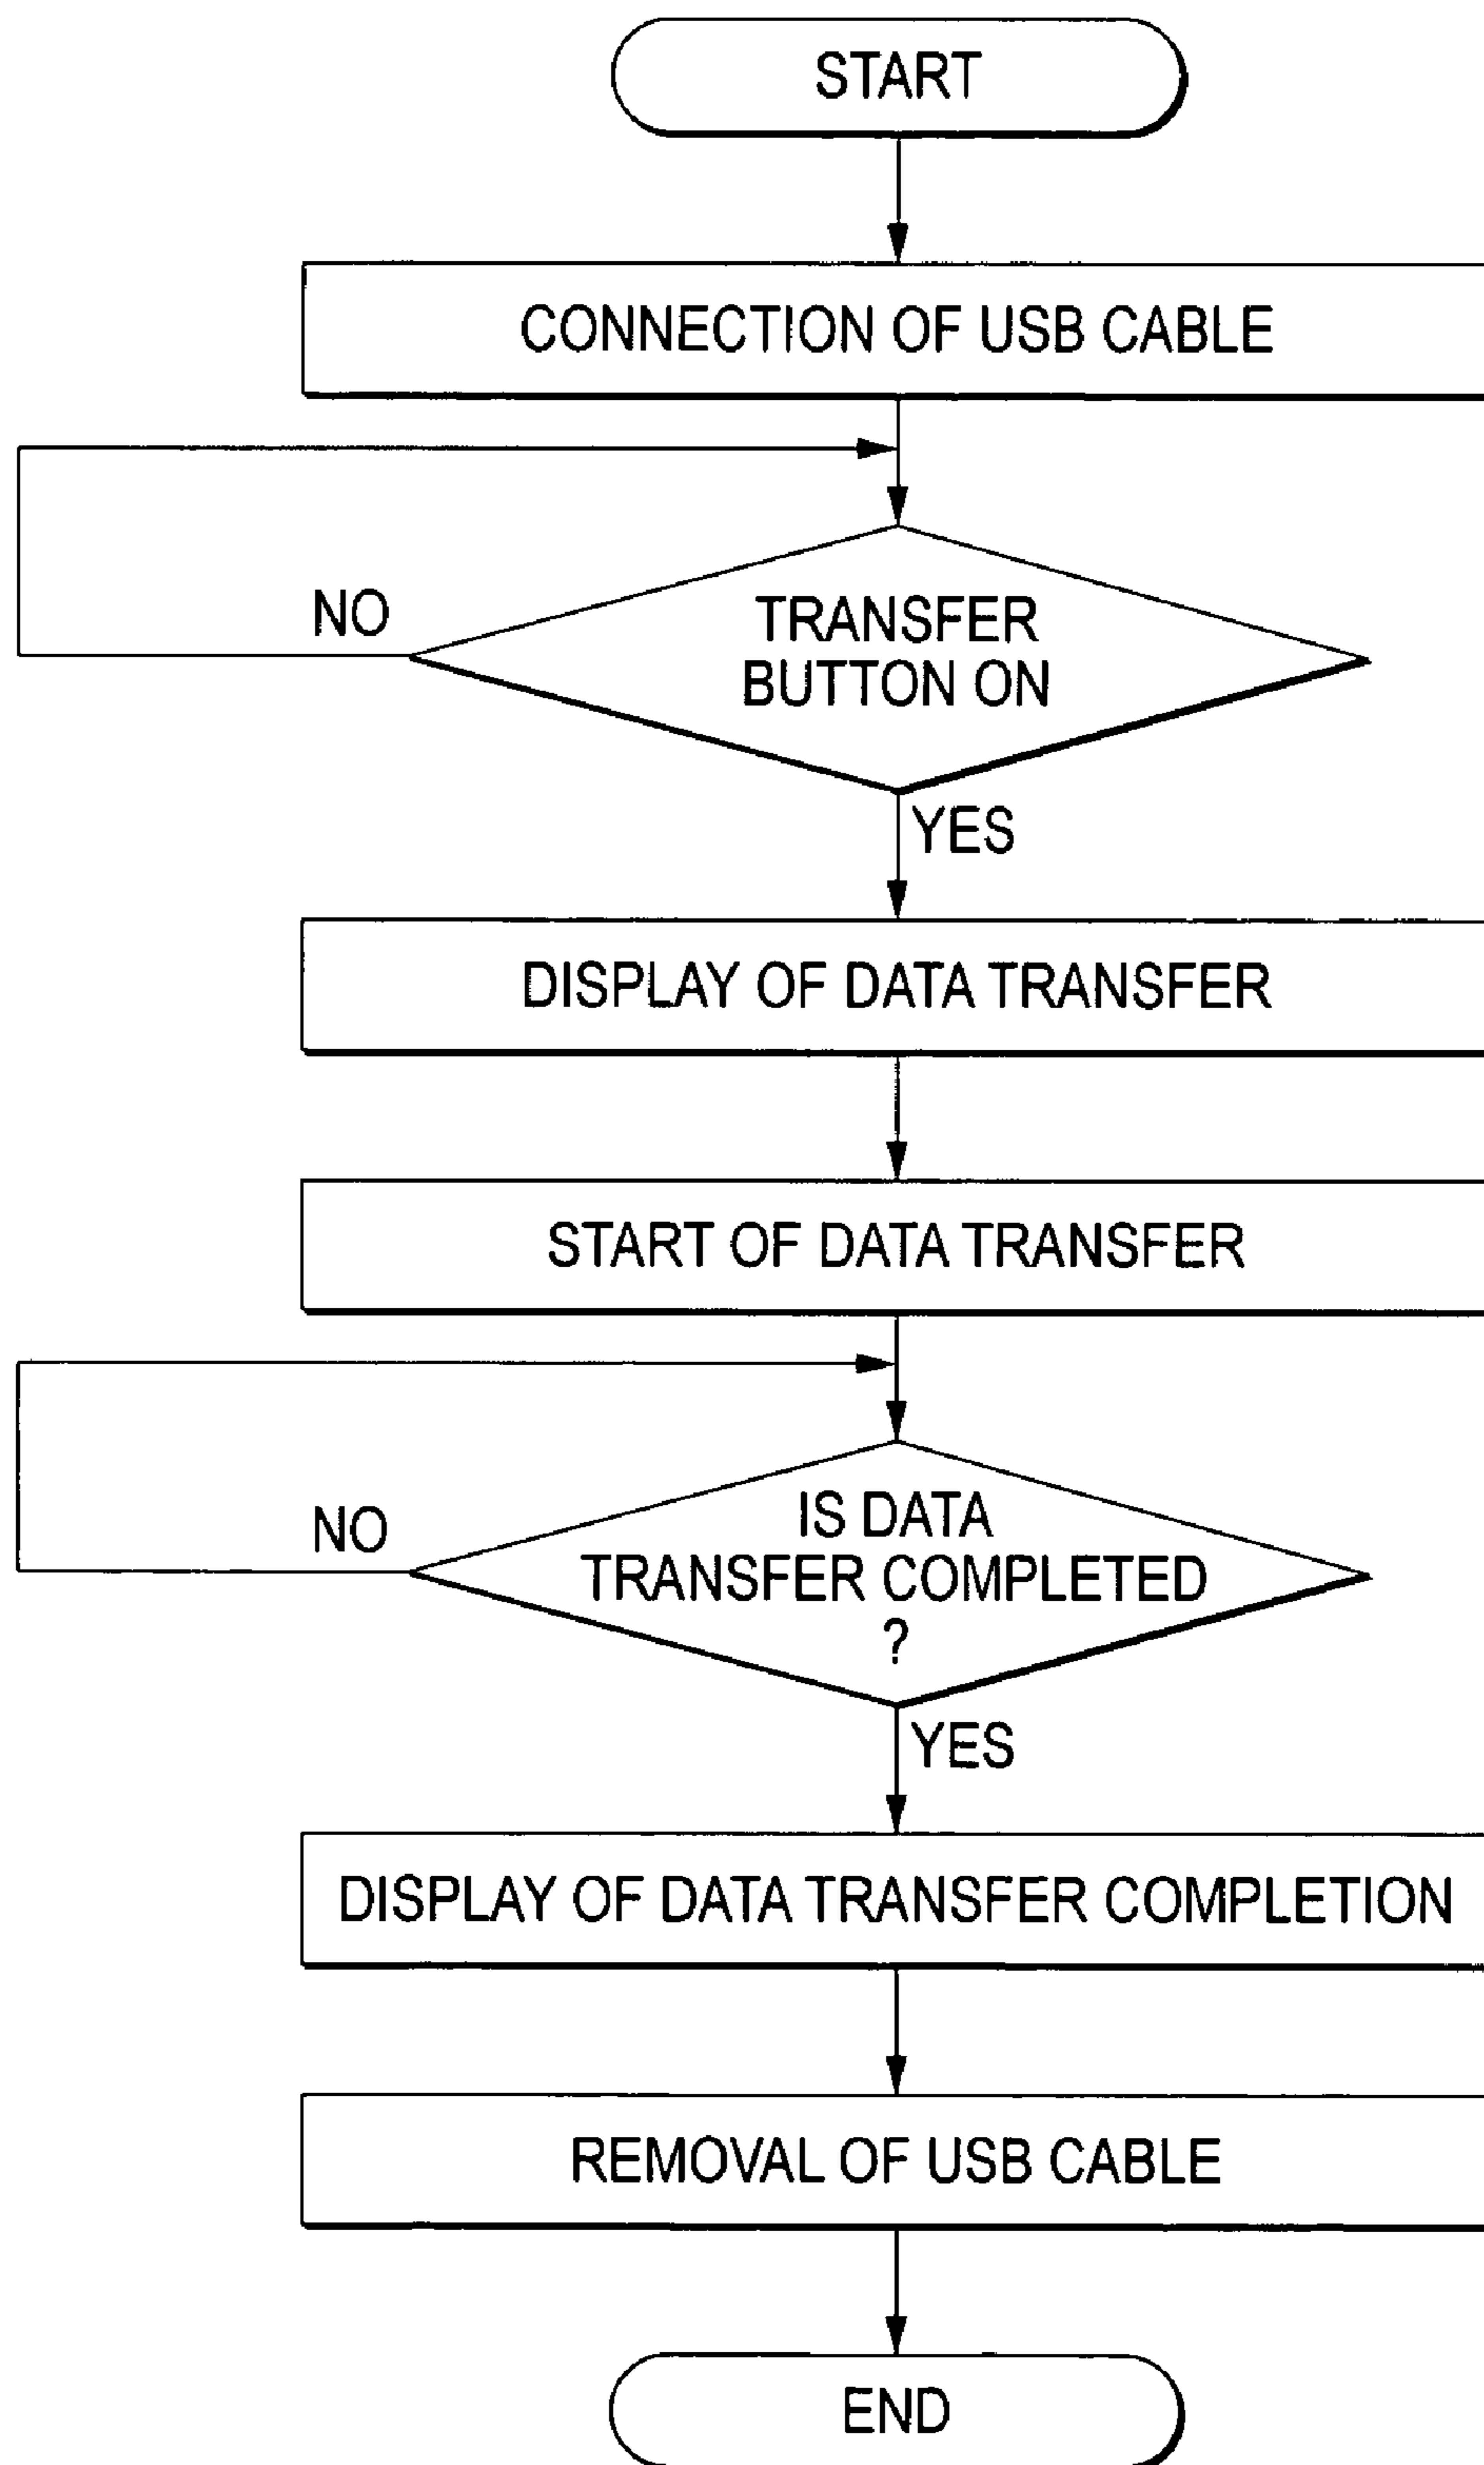 START
CONNECTION OF USB CABLE
NO
TRANSFER
BUTTON ON
YES
DISPLAY OF DATA TRANSFER
START OF DATA TRANSFER
NO
IS DATA
TRANSFER COMPLETED
?
YES
DISPLAY OF DATA TRANSFER COMPLETION
REMOVAL OF USB CABLE
END